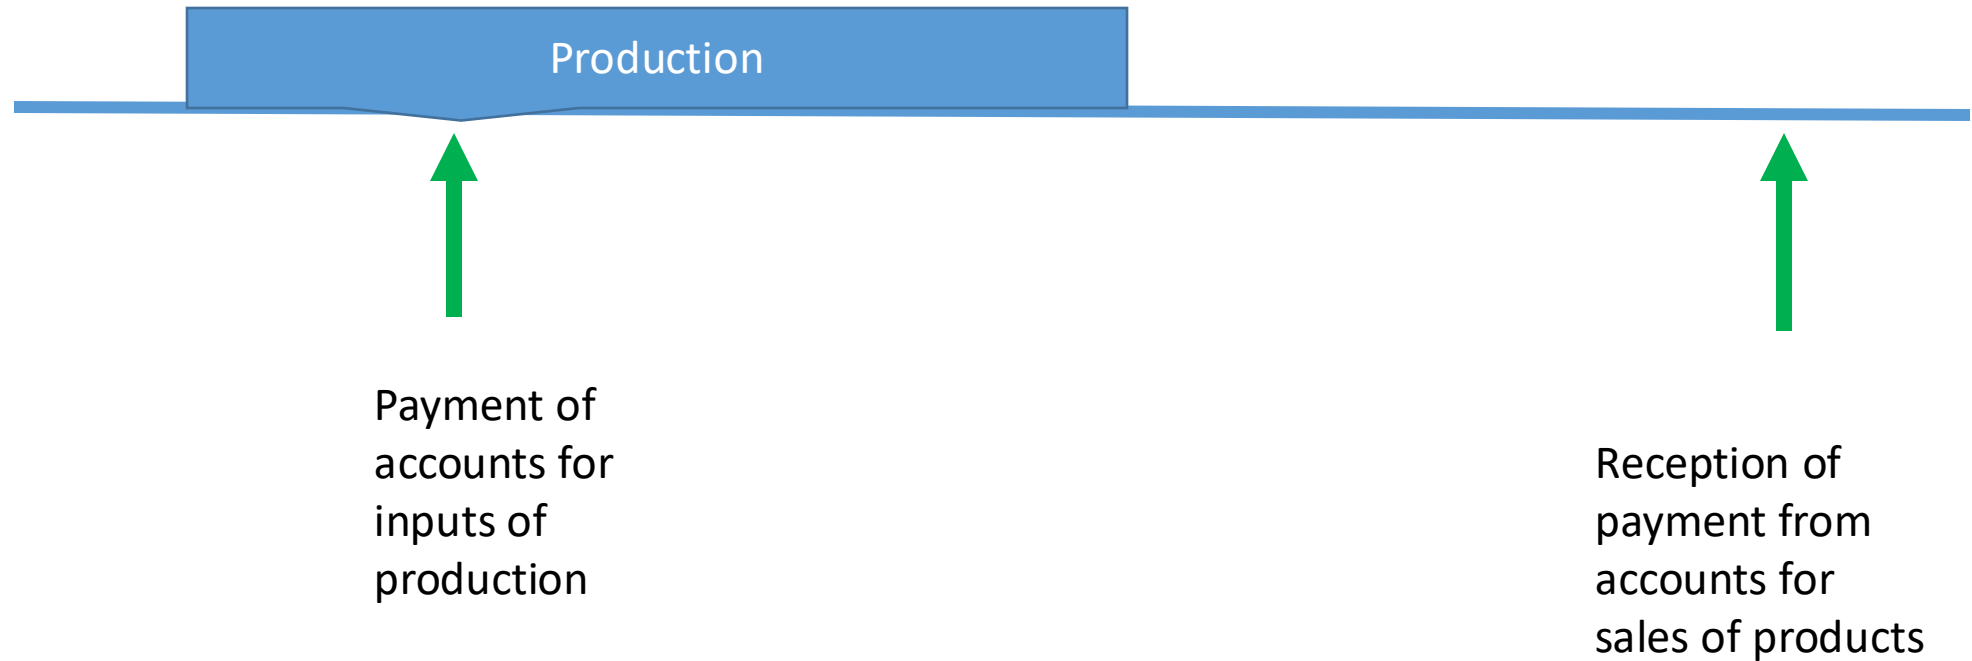 Production
Payment of
accounts for
inputs of
production
Reception of
payment from
accounts for
sales of products